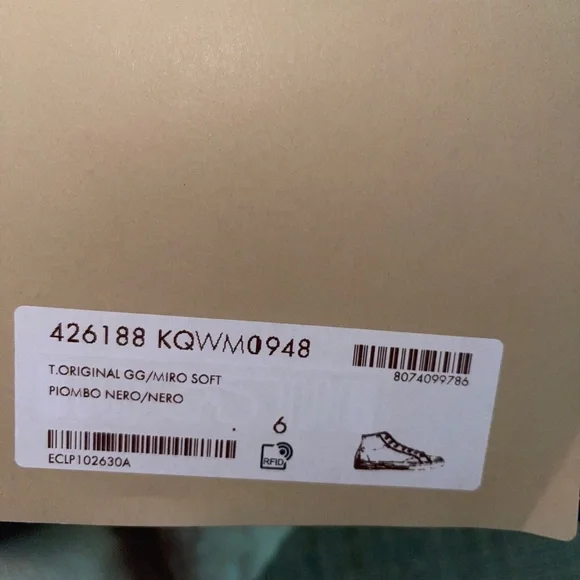 426188 KQWM0948
8074099786
T.ORIGINAL GG/MIRO SOFT
PIOMBO NERO/NERO
6
ECLP102630A
RFID